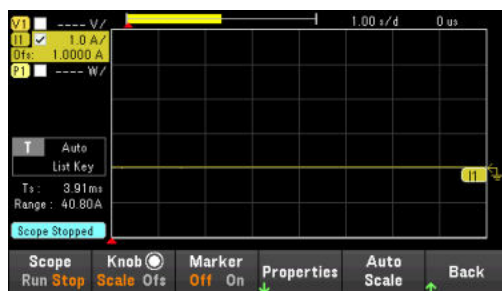 V1 ---- V/
1.00 s/d 0 us
I1 1.0 A/
Ofs: 1.0000 A
P1 ---- W/
T Auto
List Key
Ts: 3.91ms
Range: 40.80A
I1
Scope Stopped
Scope Knob Marker Properties Auto Scale Back
Run Stop Scale Ofs Off On